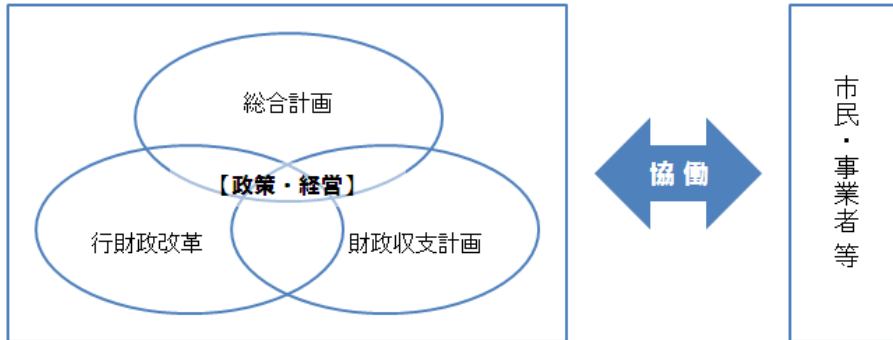 総合計画
【政策・経営】
行財政改革
財政収支計画
協働
市民・事業者等